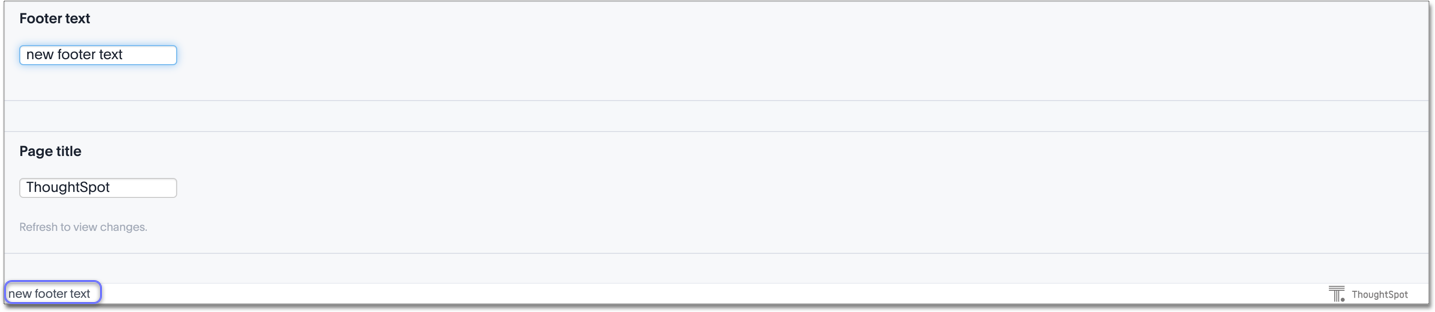 Footer text
new footer text
Page title
ThoughtSpot
Refresh to view changes.
new footer text
ThoughtSpot